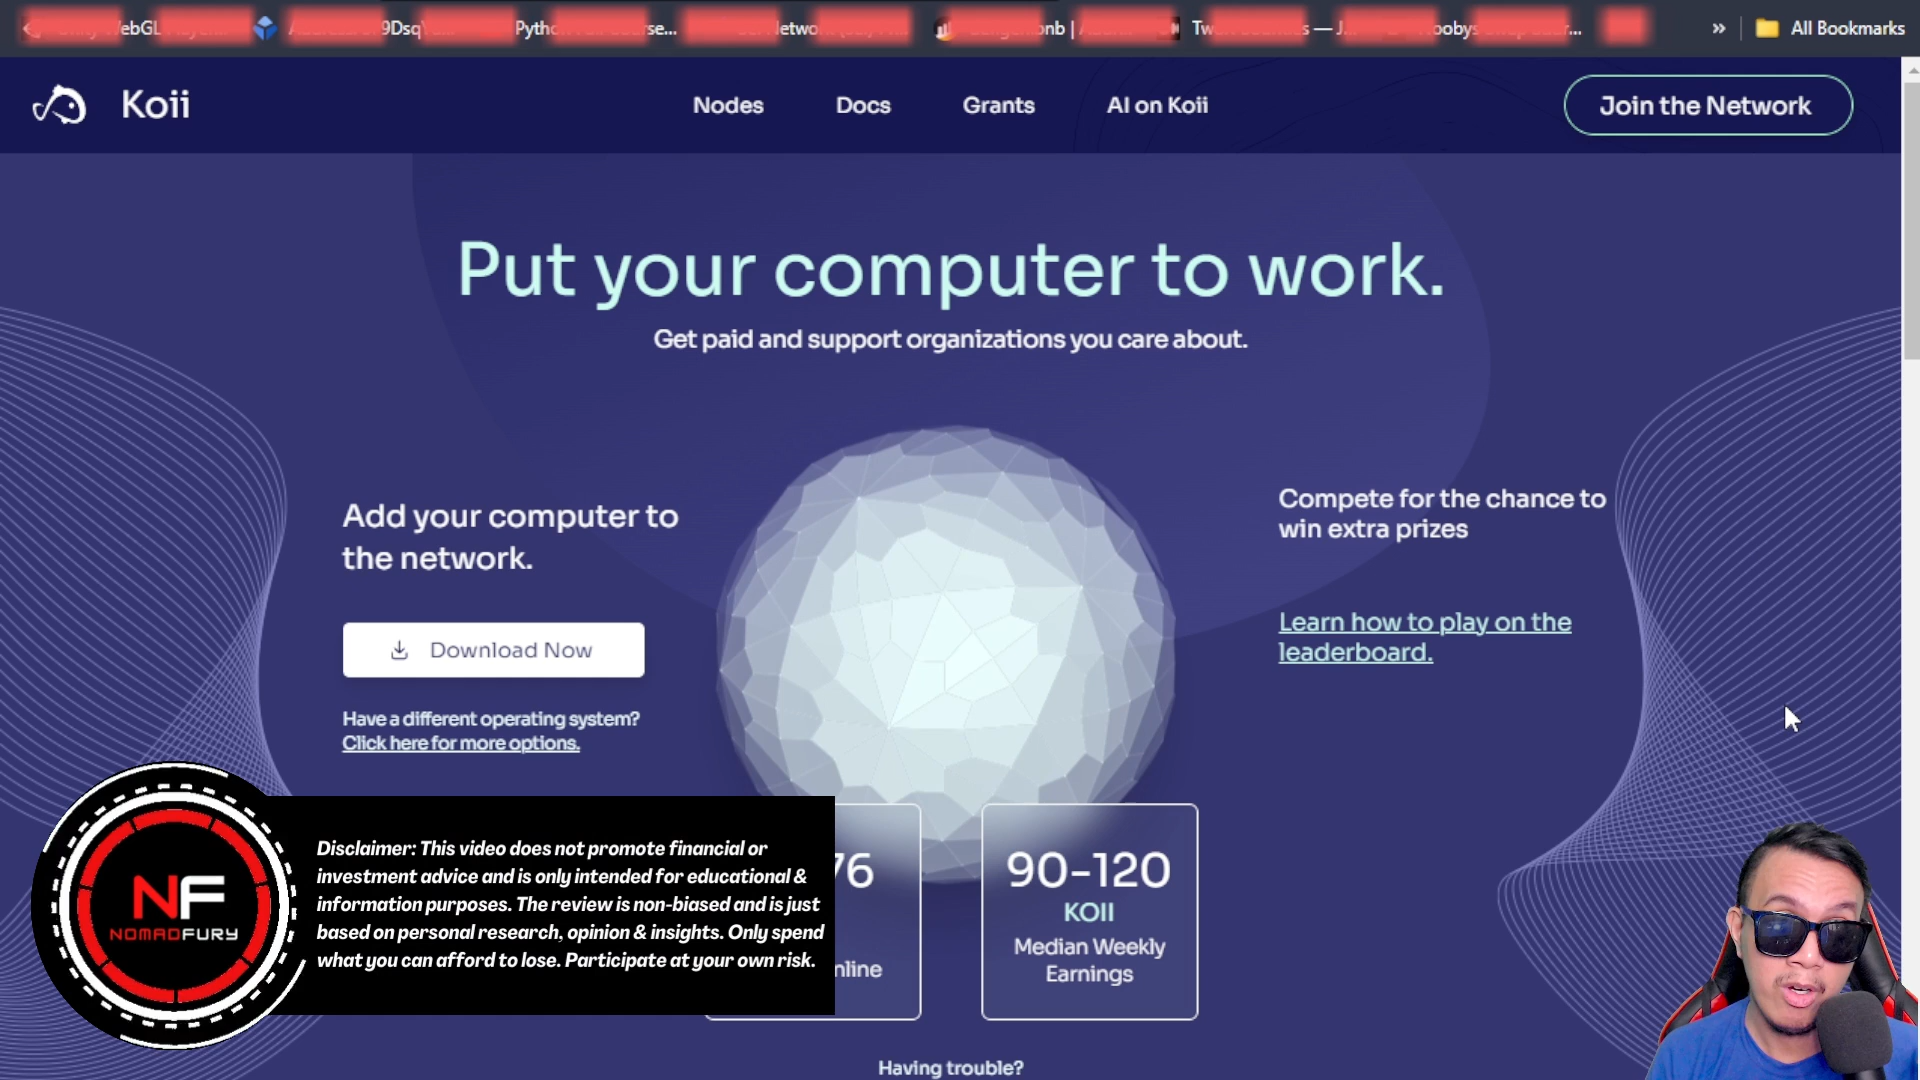 All Bookmarks
Koii
Nodes
Docs
Grants
AI on Koii
Join the Network
Put your computer to work.
Get paid and support organizations you care about.
Add your computer to
the network.
Download Now
Have a different operating system?
Click here for more options.
Compete for the chance to
win extra prizes
Learn how to play on the
leaderboard.
NF
NOMADFURY
Disclaimer: This video does not promote financial or
investment advice and is only intended for educational &
information purposes. The review is non-biased and is just
based on personal research, opinion & insights. Only spend
what you can afford to lose. Participate at your own risk.
76
90-120
KOII
Median Weekly
Earnings
Having trouble?